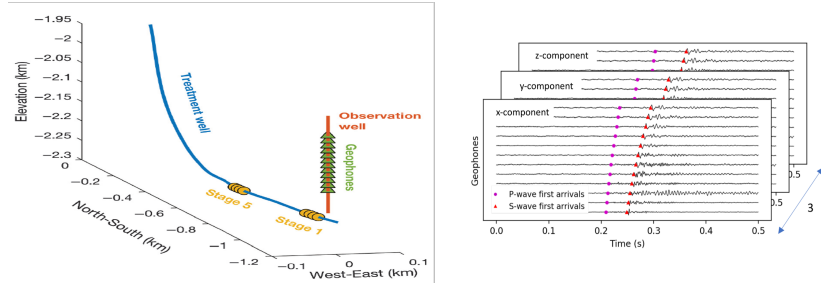 −1.95
−2
−2.05
−2.1
−2.15
−2.2
−2.25
−2.3
Elevation (km)
Treatment well
Observation
well
Geophones
Stage 5
Stage 1
0
−0.2
−0.4
−0.6
−0.8
−1
−1.2
North-South (km)
−0.1
0
0.1
West-East (km)
z-component
y-component
x-component
Geophones
P-wave first arrivals
S-wave first arrivals
0.0
0.1
0.2
0.3
0.4
0.5
.5
0.5
Time (s)
3